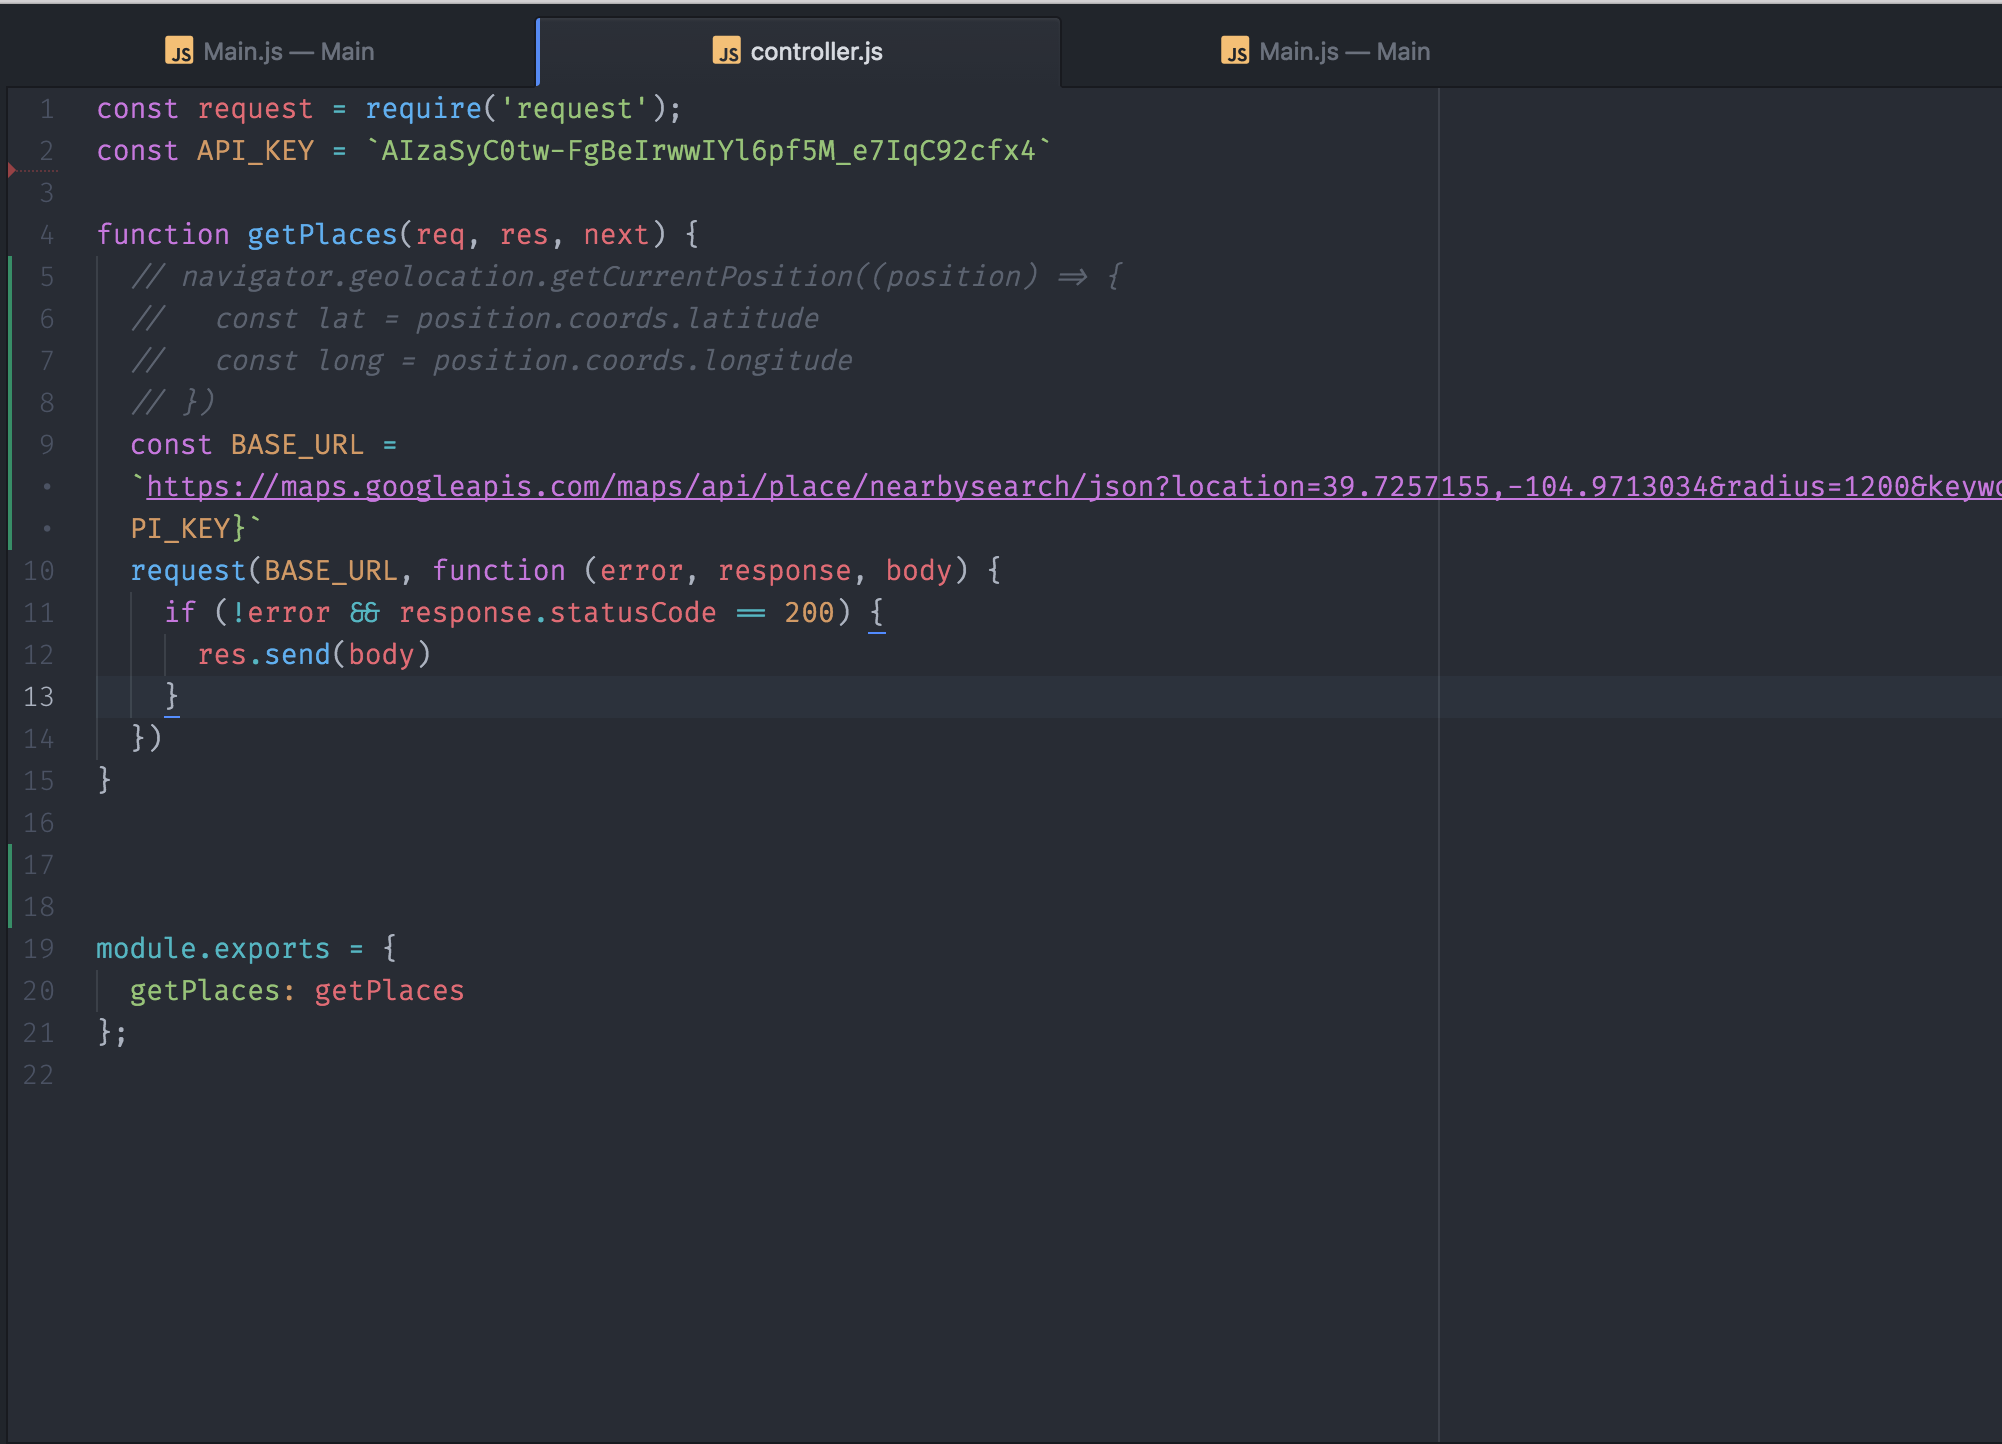 JS Main.js — Main
JS controller.js
JS Main.js — Main
1 const request = require('request');
2 const API_KEY = `AIzaSyC0tw-FgBeIrwwIYl6pf5M_e7IqC92cfx4`
3
4 function getPlaces(req, res, next) {
5 // navigator.geolocation.getCurrentPosition((position) => {
6 //   const lat = position.coords.latitude
7 //   const long = position.coords.longitude
8 // })
9 const BASE_URL =
• `https://maps.googleapis.com/maps/api/place/nearbysearch/json?location=39.7257155,-104.9713034&radius=1200&keyw
• PI_KEY}`
10 request(BASE_URL, function (error, response, body) {
11 if (!error && response.statusCode == 200) {
12 res.send(body)
13 }
14 })
15 }
16
17
18
19 module.exports = {
20 getPlaces: getPlaces
21 };
22